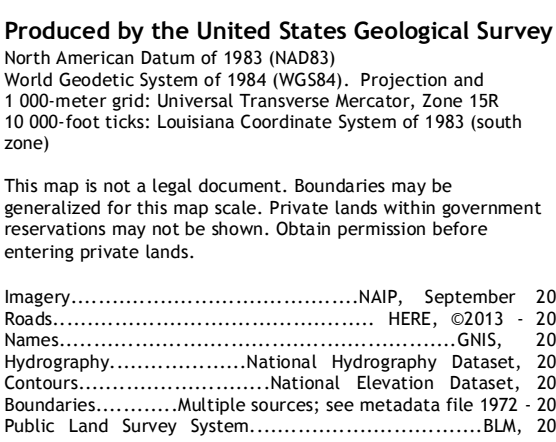 Produced by the United States Geological Survey
North American Datum of 1983 (NAD83)
World Geodetic System of 1984 (WGS84). Projection and
1 000-meter grid: Universal Transverse Mercator, Zone 15R
10 000-foot ticks: Louisiana Coordinate System of 1983 (south
zone)
This map is not a legal document. Boundaries may be
generalized for this map scale. Private lands within government
reservations may not be shown. Obtain permission before
entering private lands.
Imagery.....................................NAIP, September 20
Roads......................................... HERE, ©2013 - 20
Names...................................................GNIS, 20
Hydrography....................National Hydrography Dataset, 20
Contours............................National Elevation Dataset, 20
Boundaries............Multiple sources; see metadata file 1972 - 20
Public Land Survey System..................................BLM, 20